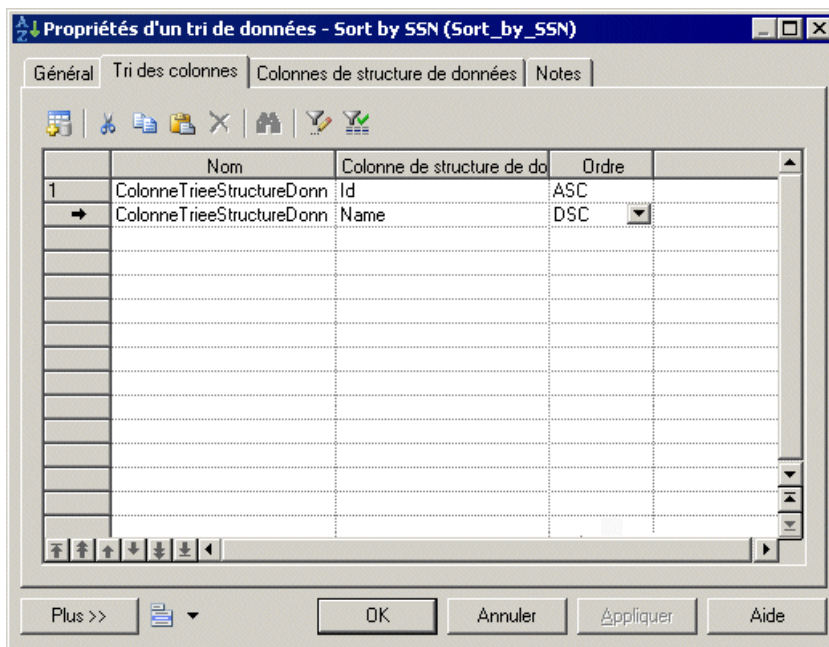 Propriétés d'un tri de données - Sort by SSN (Sort_by_SSN)
Général Tri des colonnes Colonnes de structure de données Notes
Nom Colonne de structure de do Ordre
1 ColonneTrieeStructureDonn Id ASC
ColonneTrieeStructureDonn Name DSC
Plus >> OK Annuler Appliquer Aide